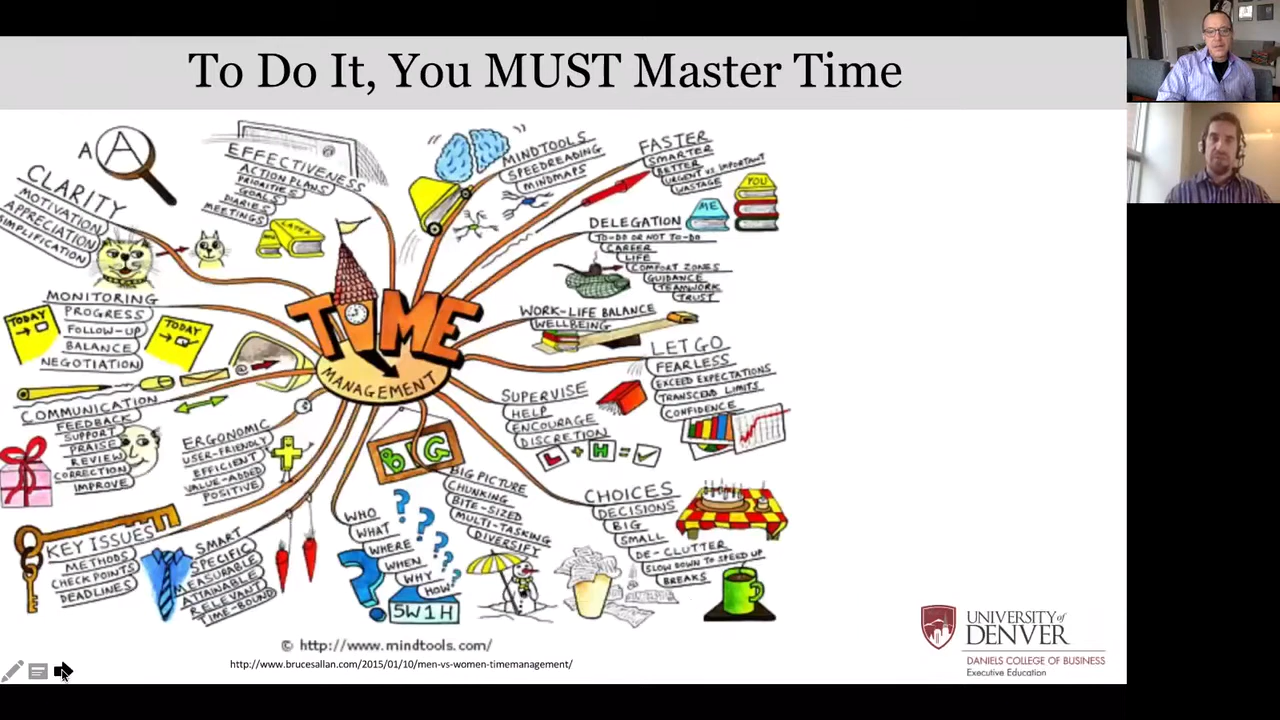 To Do It, You MUST Master Time
A A
CLARITY
MOTIVATION
APPRECIATION
SIMPLIFICATION
EFFECTIVENESS
ACTION PLANS
PRIORITIES
GOALS
DIARIES
MEETINGS
LATER
MINDTOOLS
SPEEDREADING
MINDMAPS
FASTER
SMARTER
BETTER
URGENT VS IMPORTANT
WASTAGE
YOU
ME
DELEGATION
TO-DO OR NOT TO-DO
CAREER
LIFE
COMFORT ZONES
GUIDANCE
TEAMWORK
TRUST
MONITORING
PROGRESS
FOLLOW-UP
BALANCE
NEGOTIATION
TODAY
TODAY
TIME
MANAGEMENT
WORK-LIFE BALANCE
WELLBEING
LET GO
FEARLESS
EXCEED EXPECTATIONS
TRANSCEND LIMITS
CONFIDENCE
@
COMMUNICATION
FEEDBACK
SUPPORT
PRAISE
REVIEW
CORRECTION
IMPROVE
ERGONOMIC
USER-FRIENDLY
EFFICIENT
VALUE-ADDED
POSITIVE
SUPERVISE
HELP
ENCOURAGE
DISCRETION
L + H = ✓
BIG
BIG PICTURE
CHUNKING
BITE-SIZED
MULTI-TASKING
DIVERSIFY
CHOICES
DECISIONS
BIG
SMALL
DE-CLUTTER
SLOW DOWN TO SPEED UP
BREAKS
KEY ISSUES
METHODS
CHECK POINTS
DEADLINES
SMART
SPECIFIC
MEASURABLE
ATTAINABLE
RELEVANT
TIME-BOUND
WHO
WHAT
WHERE
WHEN
WHY
HOW
5W1H
© http://www.mindtools.com/
http://www.brucesallan.com/2015/01/10/men-vs-women-timemanagement/
UNIVERSITY of
DENVER
DANIELS COLLEGE OF BUSINESS
Executive Education